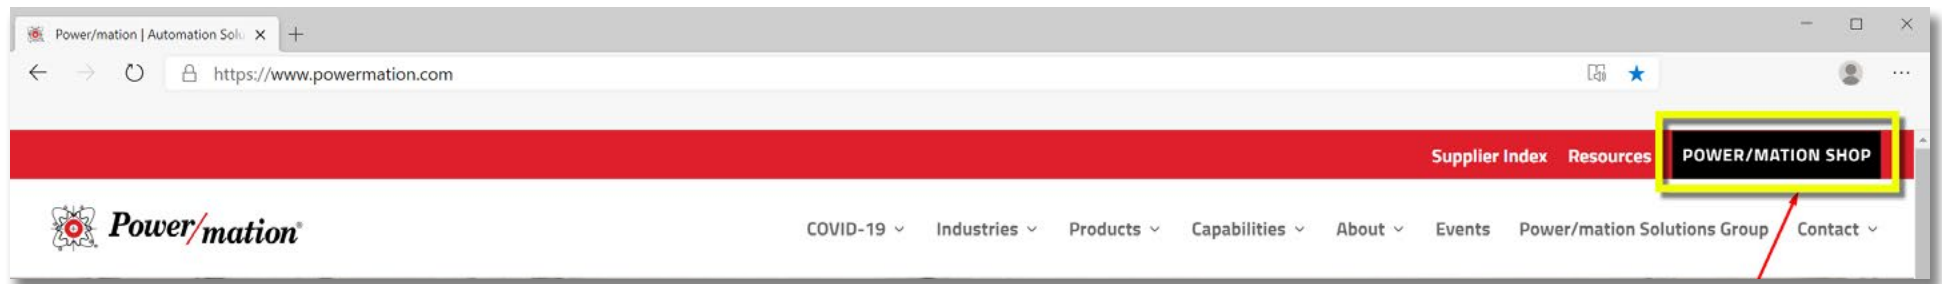 Power/mation | Automation Solu
https://www.powermation.com
Supplier Index Resources POWER/MATION SHOP
Power/mation®
COVID-19 Industries Products Capabilities About Events Power/mation Solutions Group Contact